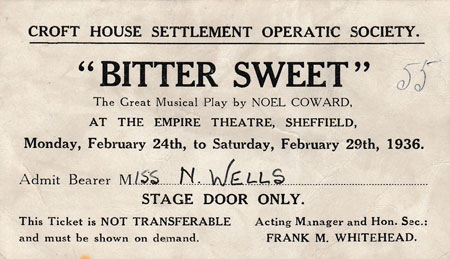 CROFT HOUSE SETTLEMENT OPERATIC SOCIETY.
"BITTER SWEET"
55
The Great Musical Play by NOEL COWARD,
AT THE EMPIRE THEATRE, SHEFFIELD,
Monday, February 24th, to Saturday, February 29th, 1936.
Admit Bearer MISS N. WELLS
STAGE DOOR ONLY.
This Ticket is NOT TRANSFERABLE
and must be shown on demand.
Acting Manager and Hon. Sec.:
FRANK M. WHITEHEAD.